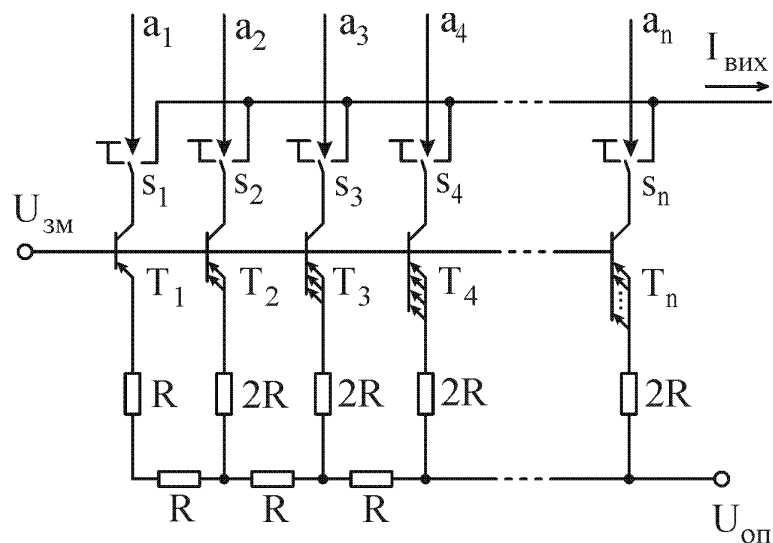 a1 a2 a3 a4 an
Iвих
s1 s2 s3 s4 sn
Uзм
T1 T2 T3 T4 Tn
R 2R 2R 2R 2R
R R R
Uоп